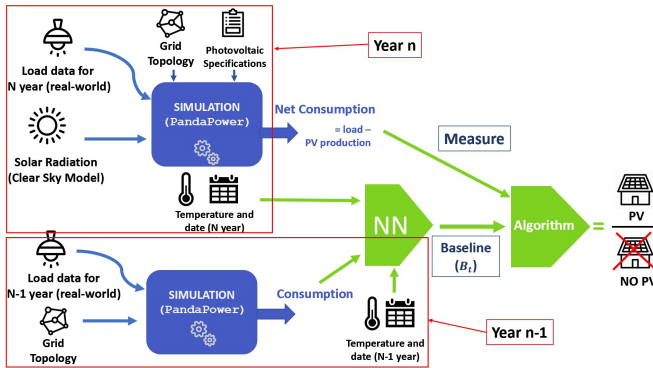 Year n
Load data for
N year (real-world)
Grid
Topology
Photovoltaic
Specifications
SIMULATION
(PandaPower)
Net Consumption
= load –
PV production
Solar Radiation
(Clear Sky Model)
Measure
Temperature and
date (N year)
NN
Algorithm
=
PV
NO PV
Baseline
(Bₜ)
Load data for
N-1 year (real-world)
SIMULATION
(PandaPower)
Consumption
Grid
Topology
Temperature and
date (N-1 year)
Year n-1